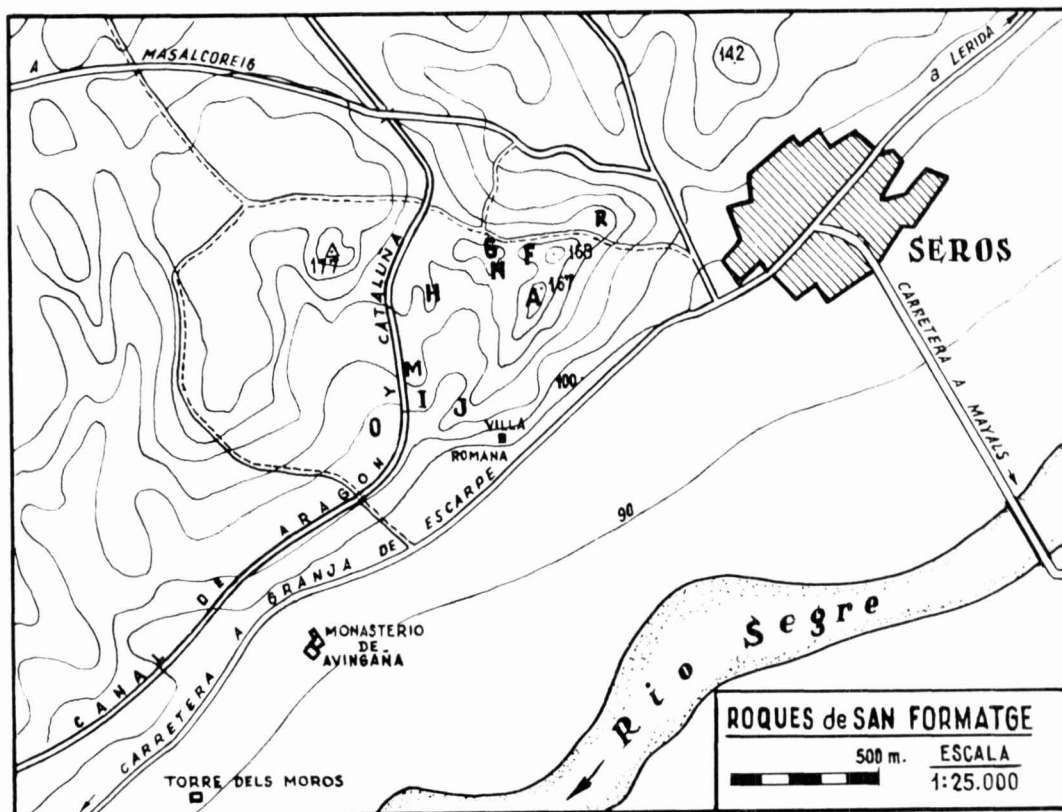 A MASALCOREIG
142
a LERIDA
SEROS
CARRETERA A MAYALS
CANAL DE ARAGON Y CATALUÑA
R
G
F
168
N
167
A
H
M
I
J
O
VILLA
ROMANA
100
90
CARRETERA A GRANJA DE ESCARPE
MONASTERIO
DE
AVINGAÑA
TORRE DELS MOROS
Rio Segre
ROQUES de SAN FORMATGE
500 m.
ESCALA
1:25.000